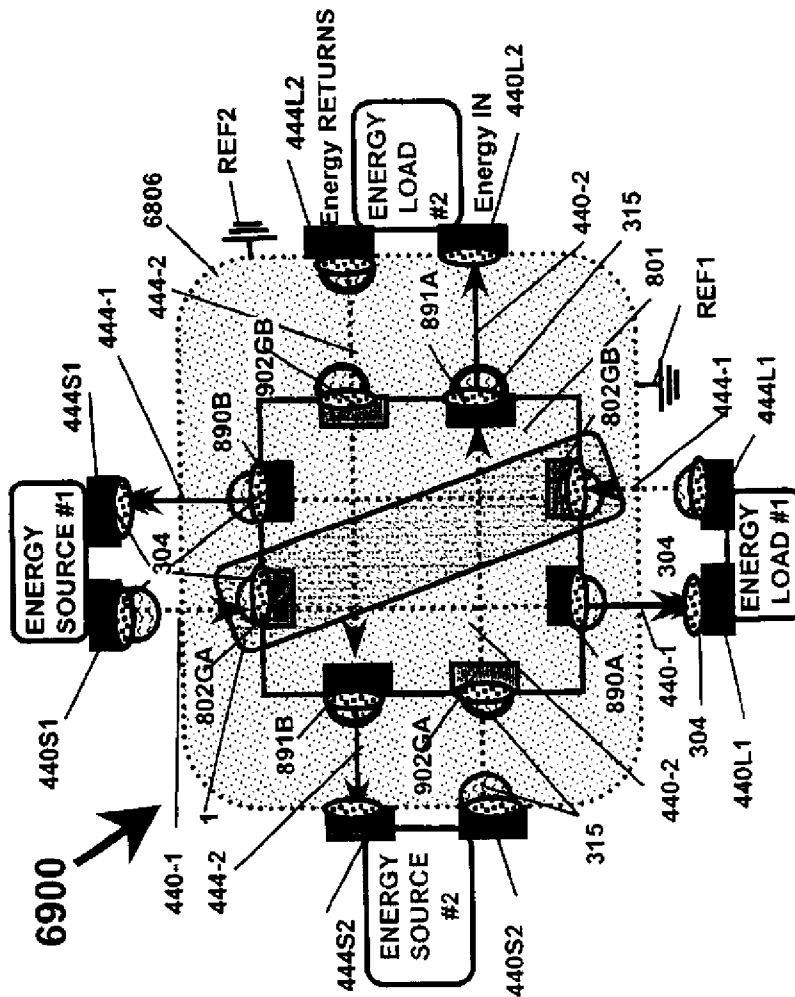 6900
440S1
ENERGY
SOURCE #1
444S1
444-1
444-2
6806
REF2
444L2
Energy RETURNS
ENERGY
LOAD
#2
Energy IN
440L2
440-2
315
801
REF1
444-1
444L1
440-1
1
444-2
802GA
304
890B
902GB
891A
802GB
891B
902GA
890A
304
444S2
ENERGY
SOURCE
#2
440S2
315
440-2
440-1
304
ENERGY
LOAD #1
440L1